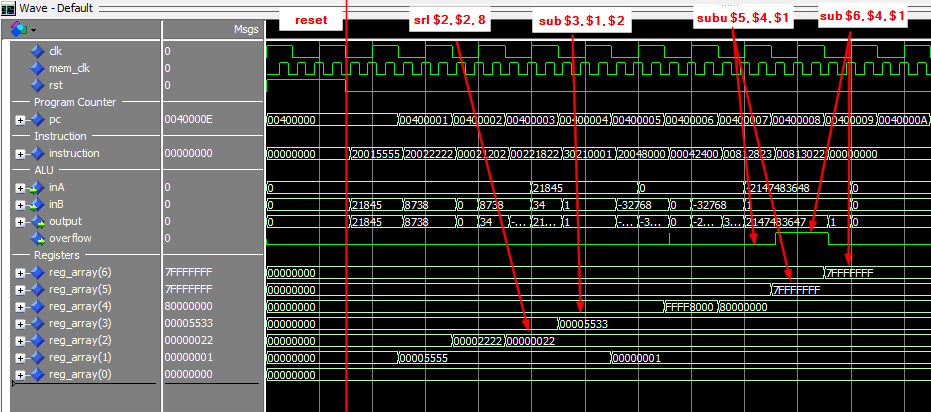 Wave - Default
Msgs
reset
srl $2,$2,8
sub $3,$1,$2
subu $5,$4,$1
sub $6,$4,$1
clk 0
mem_clk 0
rst 0
Program Counter
pc 0040000E 00400000 00400001 00400002 00400003 00400004 00400005 00400006 00400007 00400008 00400009 0040000A
Instruction
instruction 00000000 00000000 20015555 20022222 00021202 00221822 30210001 20048000 00042400 00812823 00813022 00000000
ALU
inA 0 0 21845 0 -2147483648 0
inB 0 0 21845 8738 0 8738 34 1 -32768 0 -32768 1 0
output 0 0 21845 8738 0 34 -... 21... 1 -... -3... 0 -2... 3... 2147483647 1 0
overflow 0
Registers
reg_array(6) 7FFFFFFF 00000000 7FFFFFFF
reg_array(5) 7FFFFFFF 00000000 7FFFFFFF
reg_array(4) 80000000 00000000 FFFF8000 80000000
reg_array(3) 00005533 00000000 00005533
reg_array(2) 00000022 00000000 00002222 00000022
reg_array(1) 00000001 00000000 00005555 00000001
reg_array(0) 00000000 00000000